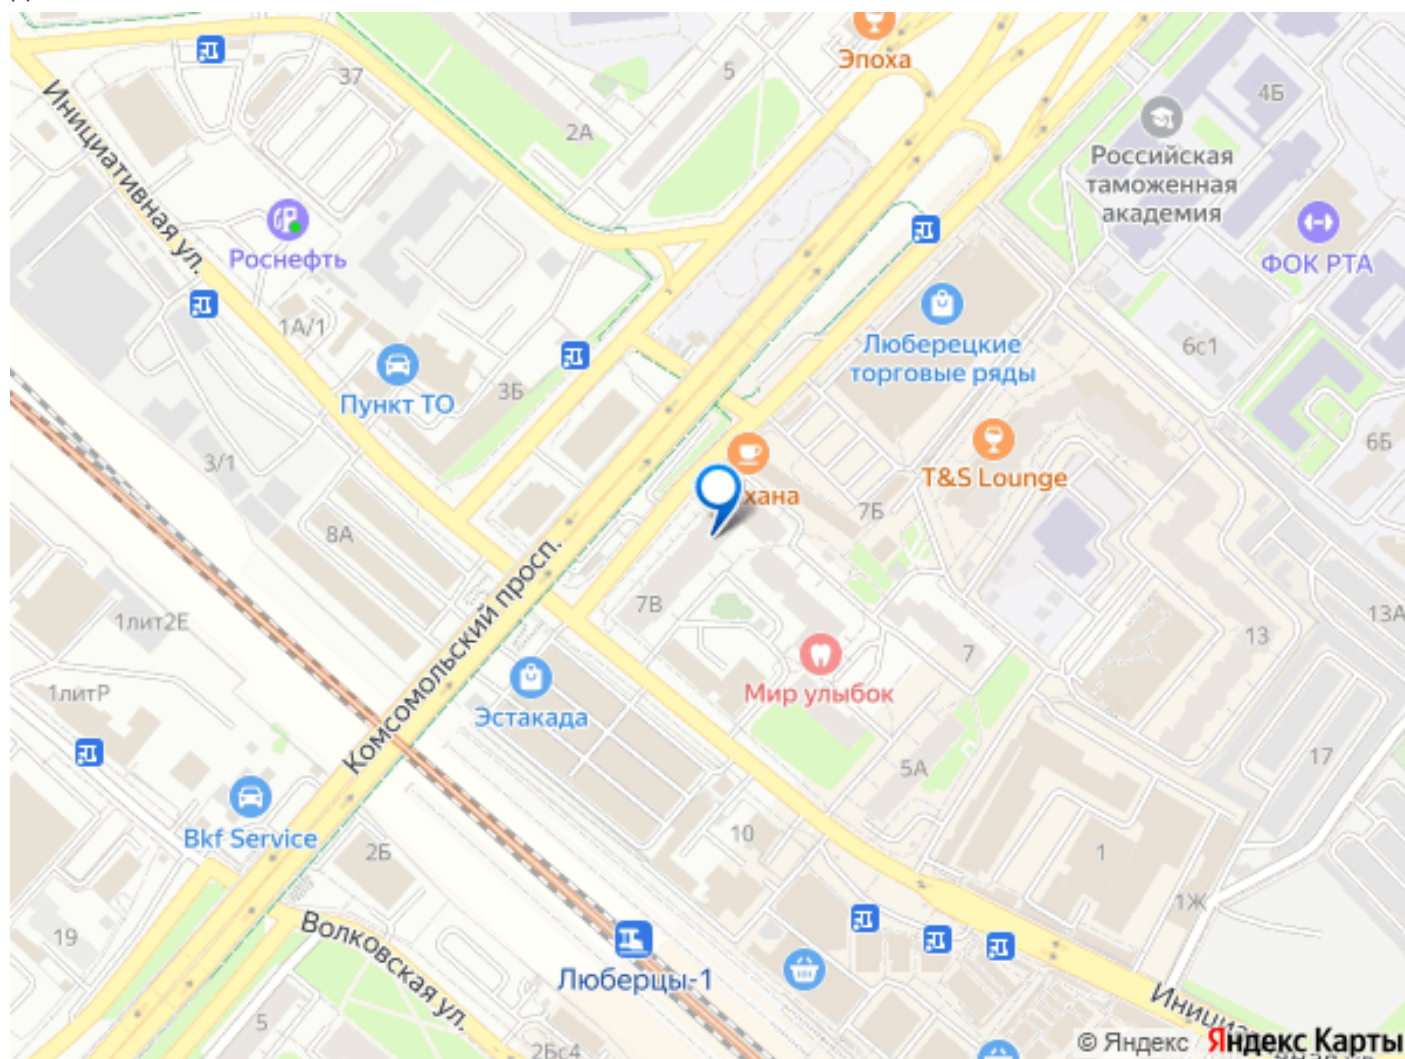 Эпоха
5
37
2А
4Б
Инициативная ул.
Российская
таможенная
академия
Роснефть
ФОК РТА
1А/1
Люберецкие
торговые ряды
6с1
Пункт ТО
3Б
3/1
6Б
T&S Lounge
хана
7Б
8А
Комсомольский просп.
7В
1лит2Е
13А
13
7
Мир улыбок
1литР
Эстакада
5А
17
Bkf Service
2Б
10
1
1Ж
19
Волковская ул.
Люберцы-1
5
2Бс4
© Яндекс Яндекс Карты